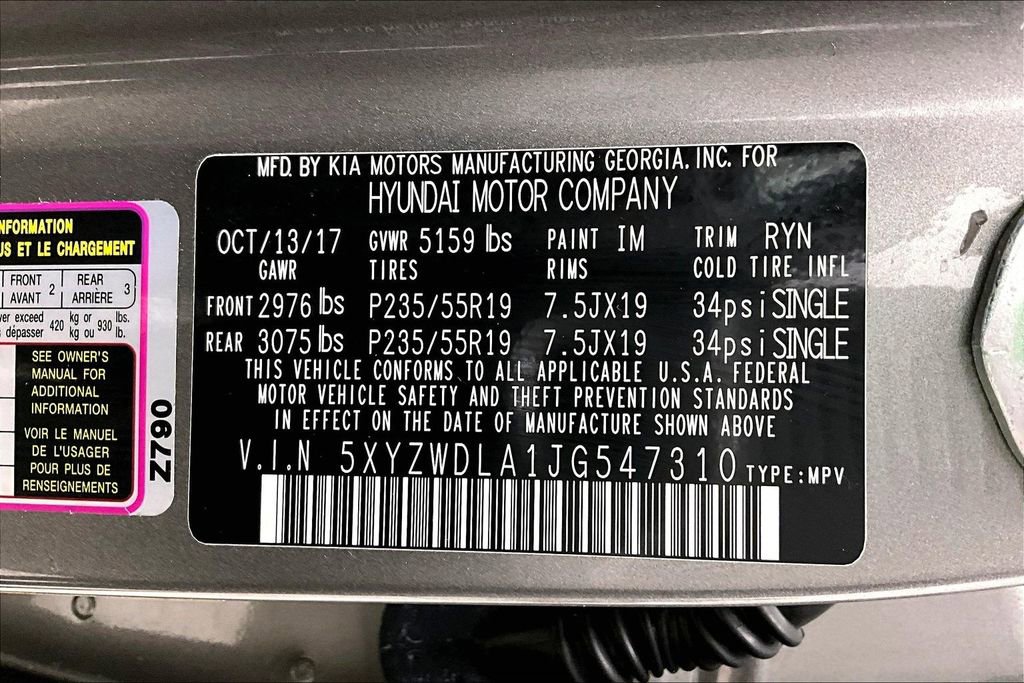 MFD. BY KIA MOTORS MANUFACTURING GEORGIA, INC. FOR
HYUNDAI MOTOR COMPANY
OCT/13/17 GVWR 5159 lbs PAINT IM TRIM RYN
GAWR TIRES RIMS COLD TIRE INFL
FRONT 2976 lbs P235/55R19 7.5JX19 34psi SINGLE
REAR 3075 lbs P235/55R19 7.5JX19 34psi SINGLE
THIS VEHICLE CONFORMS TO ALL APPLICABLE U.S.A. FEDERAL
MOTOR VEHICLE SAFETY AND THEFT PREVENTION STANDARDS
IN EFFECT ON THE DATE OF MANUFACTURE SHOWN ABOVE
V.I.N 5XYZWDLA1JG547310 TYPE:MPV
ET LE CHARGEMENT
FRONT 2 REAR 3
AVANT ARRIÈRE
exceed 420 kg or 930 lbs.
dépasser kg ou lb.
SEE OWNER'S
MANUAL FOR
ADDITIONAL
INFORMATION
VOIR LE MANUEL
DE L'USAGER
POUR PLUS DE
RENSEIGNEMENTS
Z790